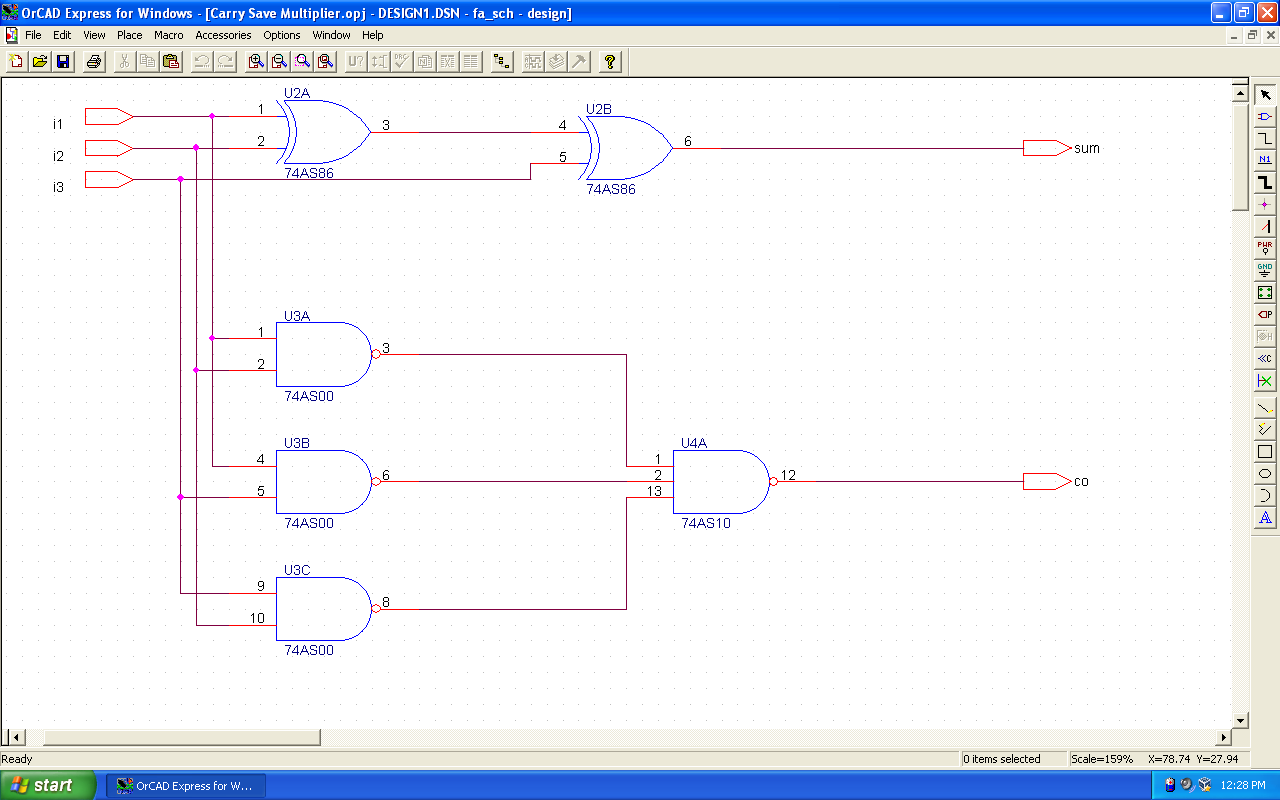 OrCAD Express for Windows - [Carry Save Multiplier.opj - DESIGN1.DSN - fa_sch - design]
File Edit View Place Macro Accessories Options Window Help
U? DRC ?
U2A
U2B
i1 1 3 4 6 sum
i2 2 5
i3 74AS86 74AS86
N1
PWR
GND
P
H
<<C
A
U3A
1 3
2
74AS00
U3B
4 6
5
74AS00
U4A
1
2 12 co
13
74AS10
U3C
9 8
10
74AS00
Ready 0 items selected Scale=159% X=78.74 Y=27.94
start OrCAD Express for W... 12:28 PM